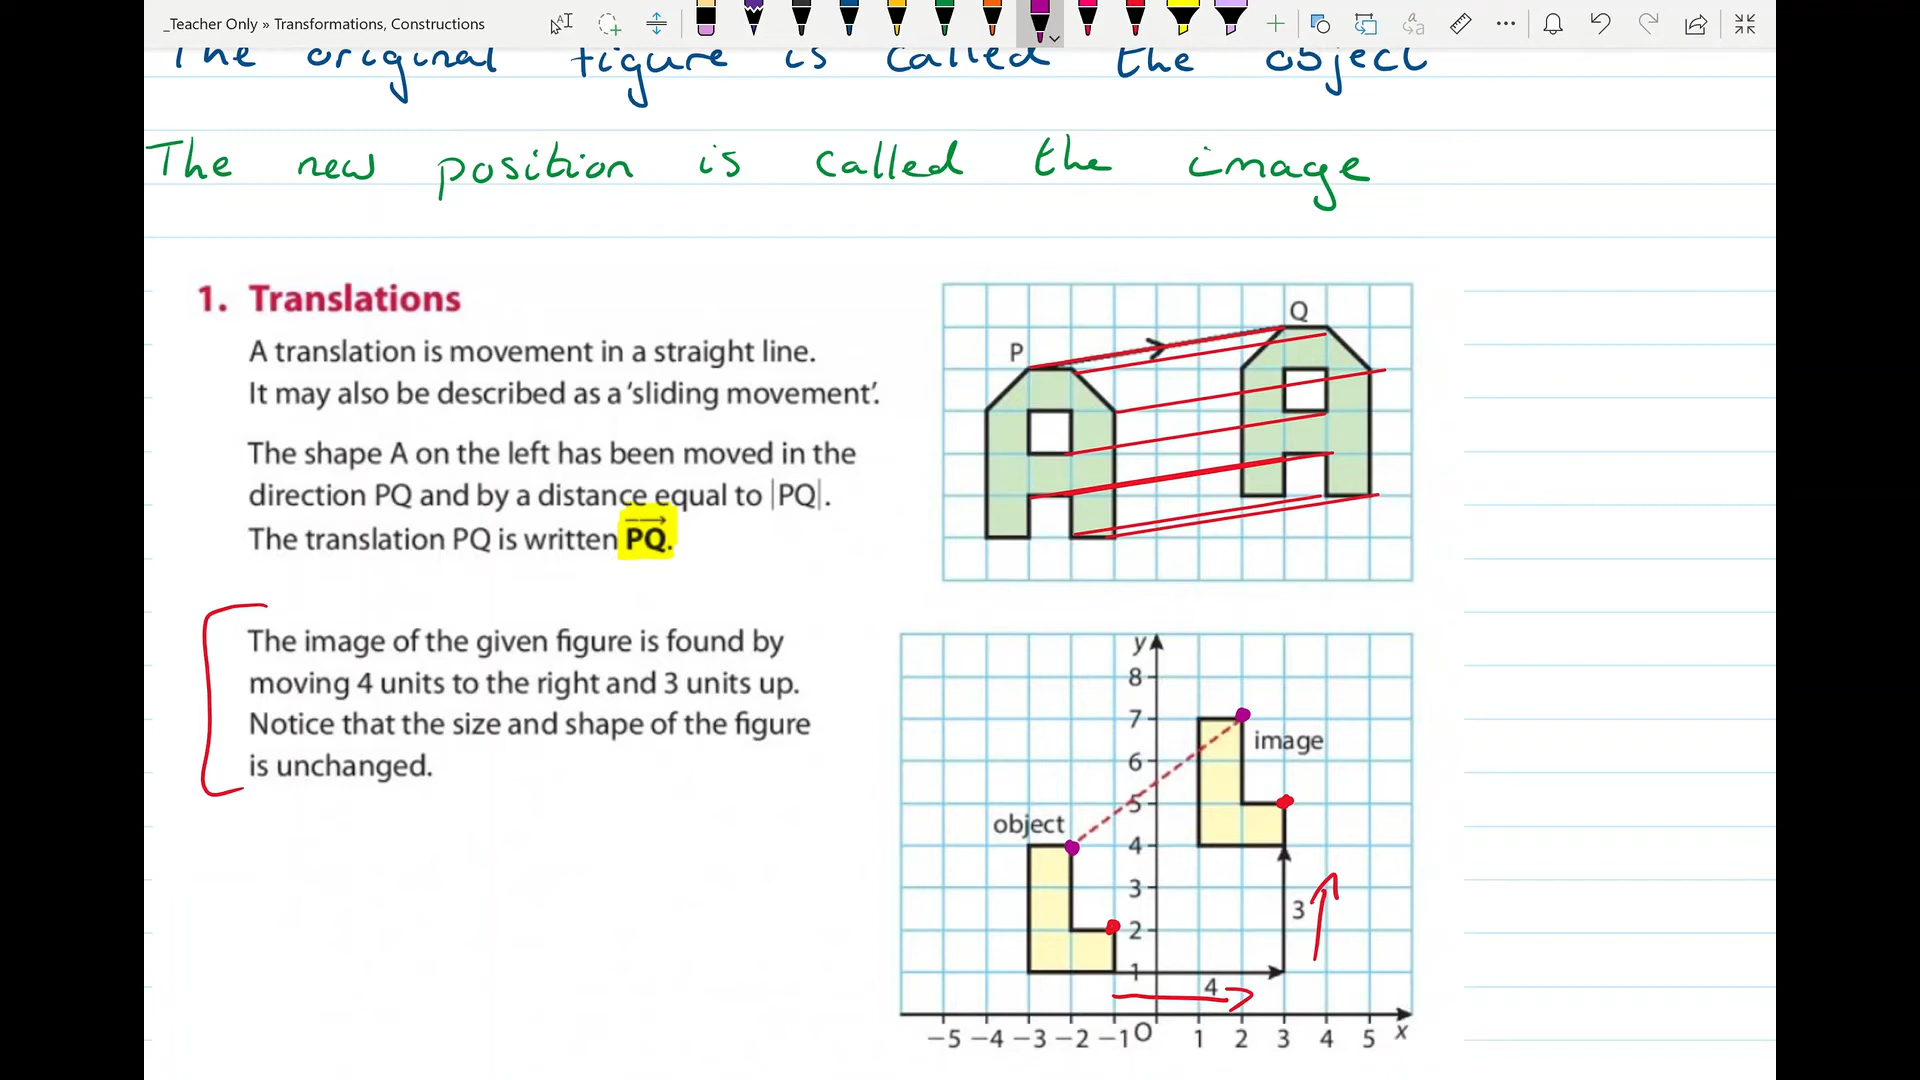 _Teacher Only » Transformations, Constructions
The original figure is called the object
The new position is called the image
1. Translations
A translation is movement in a straight line.
It may also be described as a ‘sliding movement’.
The shape A on the left has been moved in the
direction PQ and by a distance equal to |PQ|.
The translation PQ is written PQ.
P
Q
The image of the given figure is found by
moving 4 units to the right and 3 units up.
Notice that the size and shape of the figure
is unchanged.
y
8
7
image
6
5
object
4
3
3
2
1
4
−5 −4 −3 −2 −1 O 1 2 3 4 5 x